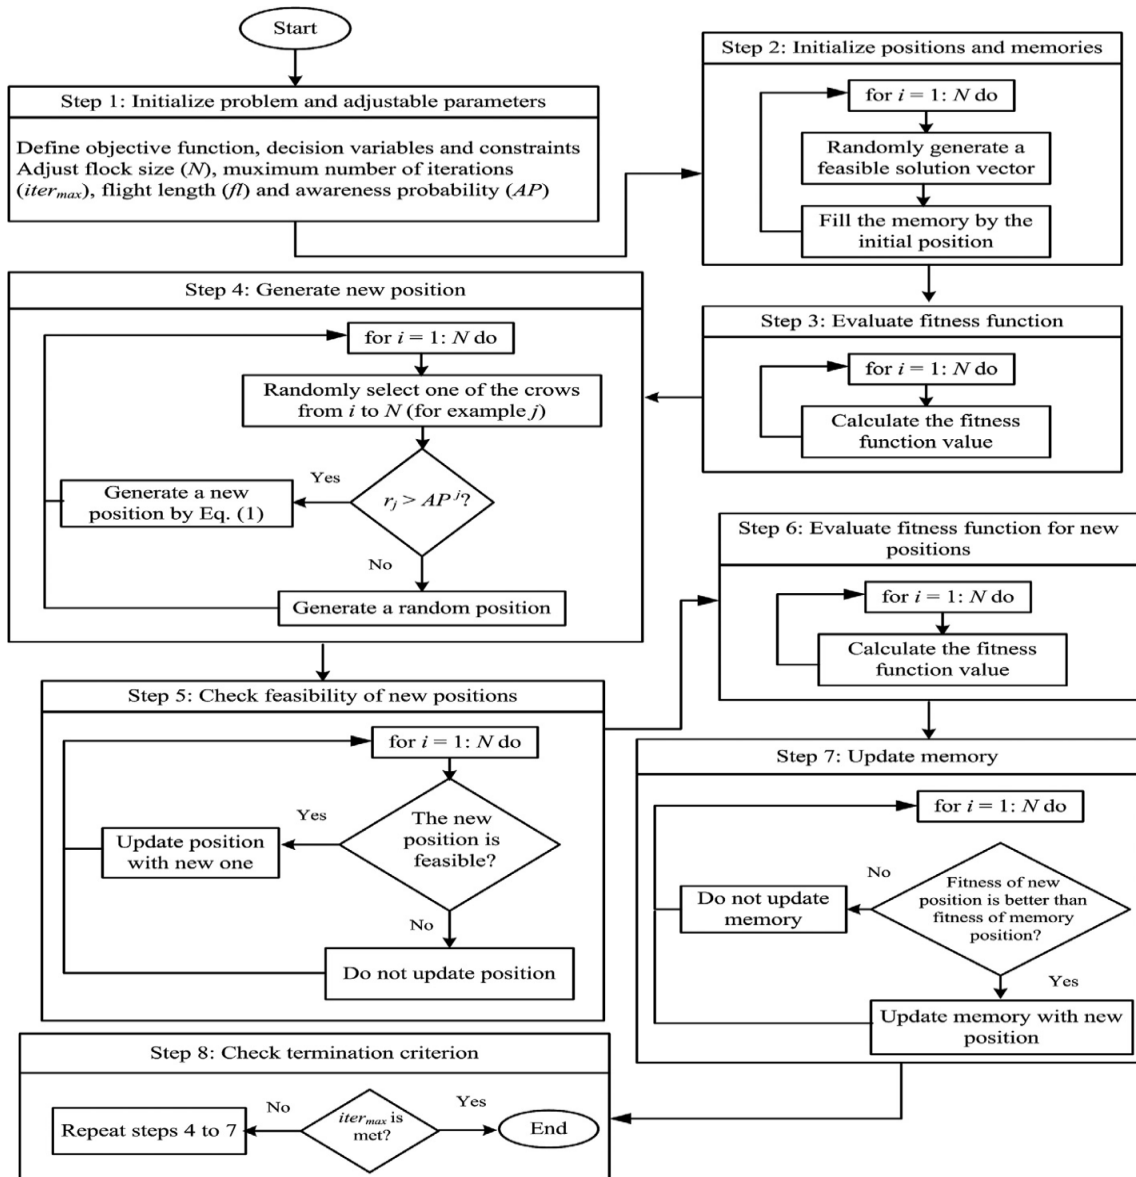 Start
Step 1: Initialize problem and adjustable parameters
Define objective function, decision variables and constraints
Adjust flock size (N), muximum number of iterations
(iter_max), flight length (fl) and awareness probability (AP)
Step 2: Initialize positions and memories
for i = 1: N do
Randomly generate a
feasible solution vector
Fill the memory by the
initial position
Step 3: Evaluate fitness function
for i = 1: N do
Calculate the fitness
function value
Step 4: Generate new position
for i = 1: N do
Randomly select one of the crows
from i to N (for example j)
r_j > AP^j?
Yes
Generate a new
position by Eq. (1)
No
Generate a random position
Step 5: Check feasibility of new positions
for i = 1: N do
The new
position is
feasible?
Yes
Update position
with new one
No
Do not update position
Step 6: Evaluate fitness function for new
positions
for i = 1: N do
Calculate the fitness
function value
Step 7: Update memory
for i = 1: N do
Fitness of new
position is better than
fitness of memory
position?
No
Do not update
memory
Yes
Update memory with new
position
Step 8: Check termination criterion
iter_max is
met?
No
Repeat steps 4 to 7
Yes
End